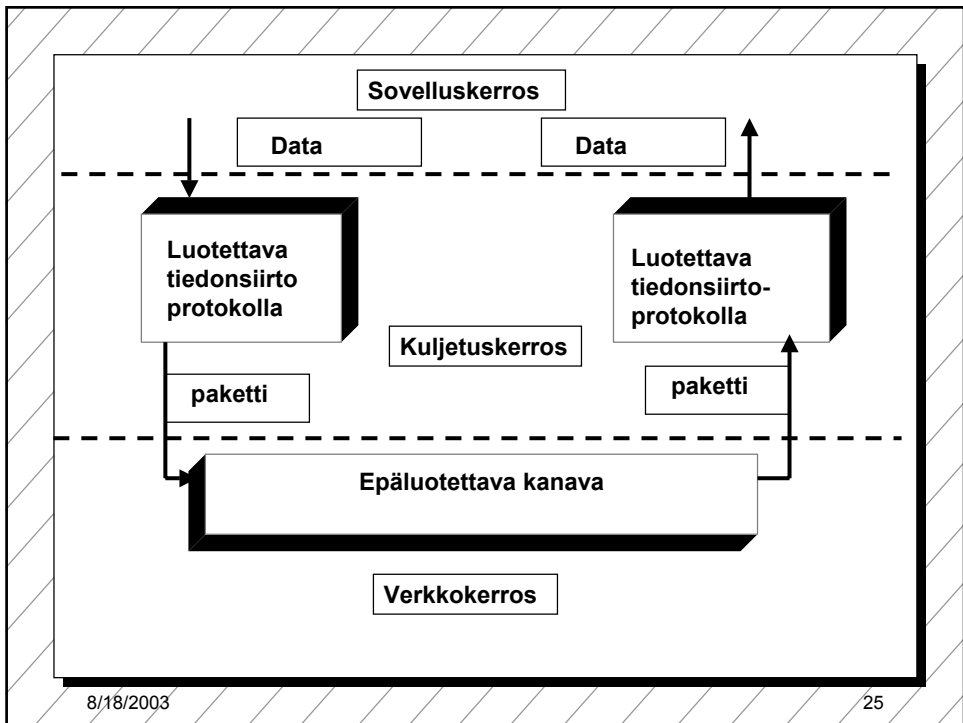 Sovelluskerros
Data
Data
Luotettava
tiedonsiirto
protokolla
Luotettava
tiedonsiirto-
protokolla
Kuljetuskerros
paketti
paketti
Epäluotettava kanava
Verkkokerros
8/18/2003
25